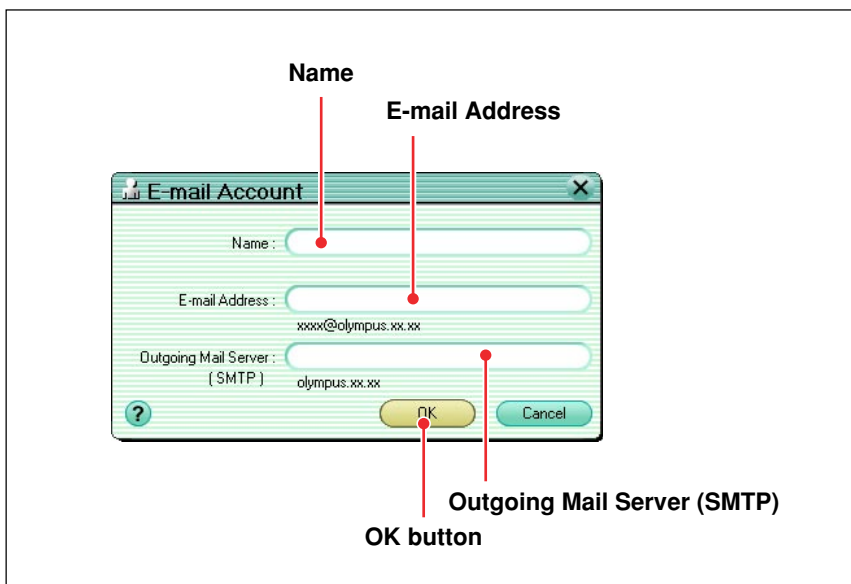 Name
E-mail Address
E-mail Account
Name :
E-mail Address :
xxxx@olympus.xx.xx
Outgoing Mail Server :
( SMTP )
olympus.xx.xx
?
OK
Cancel
Outgoing Mail Server (SMTP)
OK button